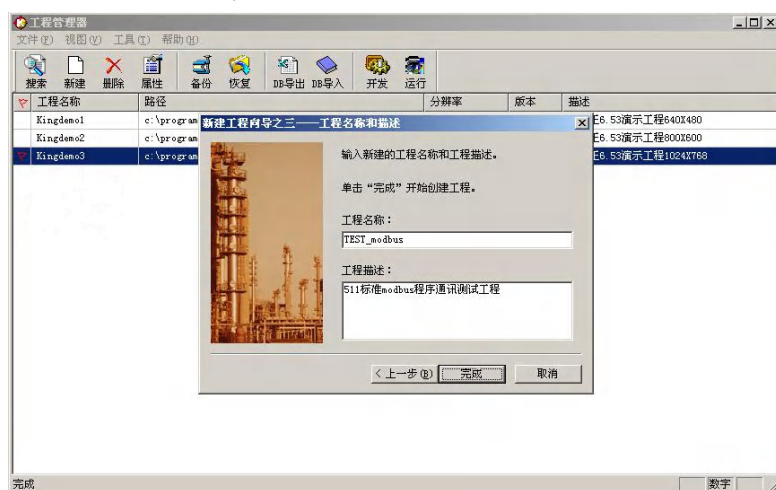 工程管理器
文件(F) 视图(V) 工具(T) 帮助(H)
搜索 新建 删除 属性 备份 恢复 DB导出 DB导入 开发 运行
工程名称 路径 分辨率 版本 描述
Kingdemo1 c:\program 王6.53演示工程640X480
Kingdemo2 c:\program 王6.53演示工程800X600
Kingdemo3 c:\program 王6.53演示工程1024X768
新建工程向导之三——工程名称和描述
输入新建的工程名称和工程描述。
单击“完成”开始创建工程。
工程名称：
TEST_modbus
工程描述：
511标准modbus程序通讯测试工程
< 上一步(B) 完成 取消
完成 数字